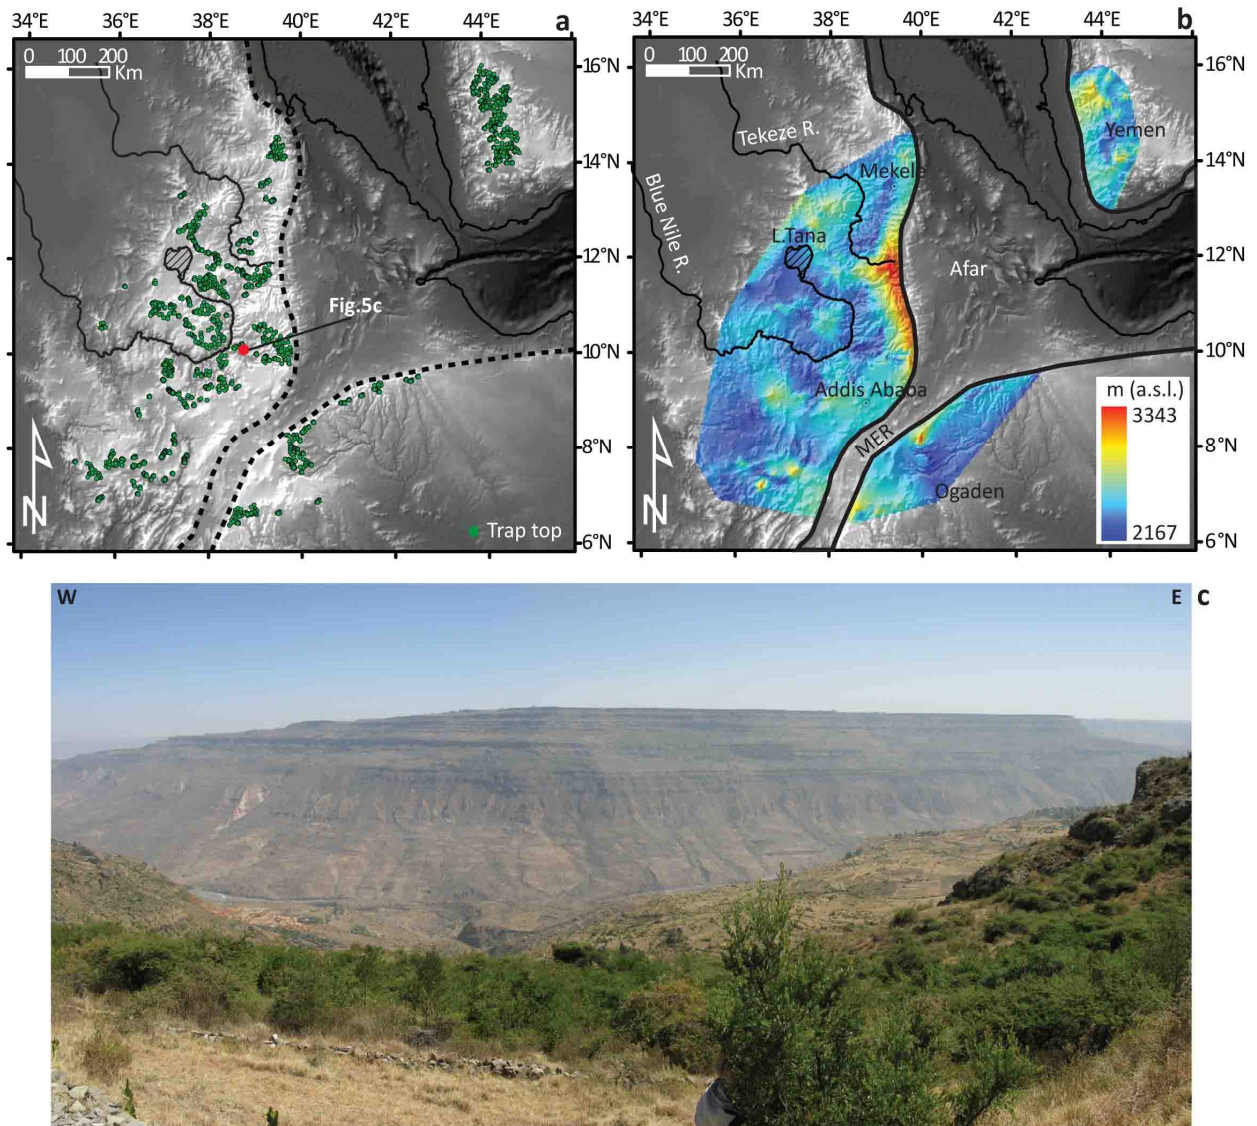 34°E 36°E 38°E 40°E 42°E 44°E a
0 100 200
Km
16°N
14°N
12°N
10°N
8°N
6°N
Fig.5c
N
Trap top
34°E 36°E 38°E 40°E 42°E 44°E b
0 100 200
Km
16°N
14°N
12°N
10°N
8°N
6°N
Tekeze R.
Yemen
Mekele
Blue Nile R.
L.Tana
Afar
Addis Ababa
MER
Ogaden
N
m (a.s.l.)
3343
2167
W E c